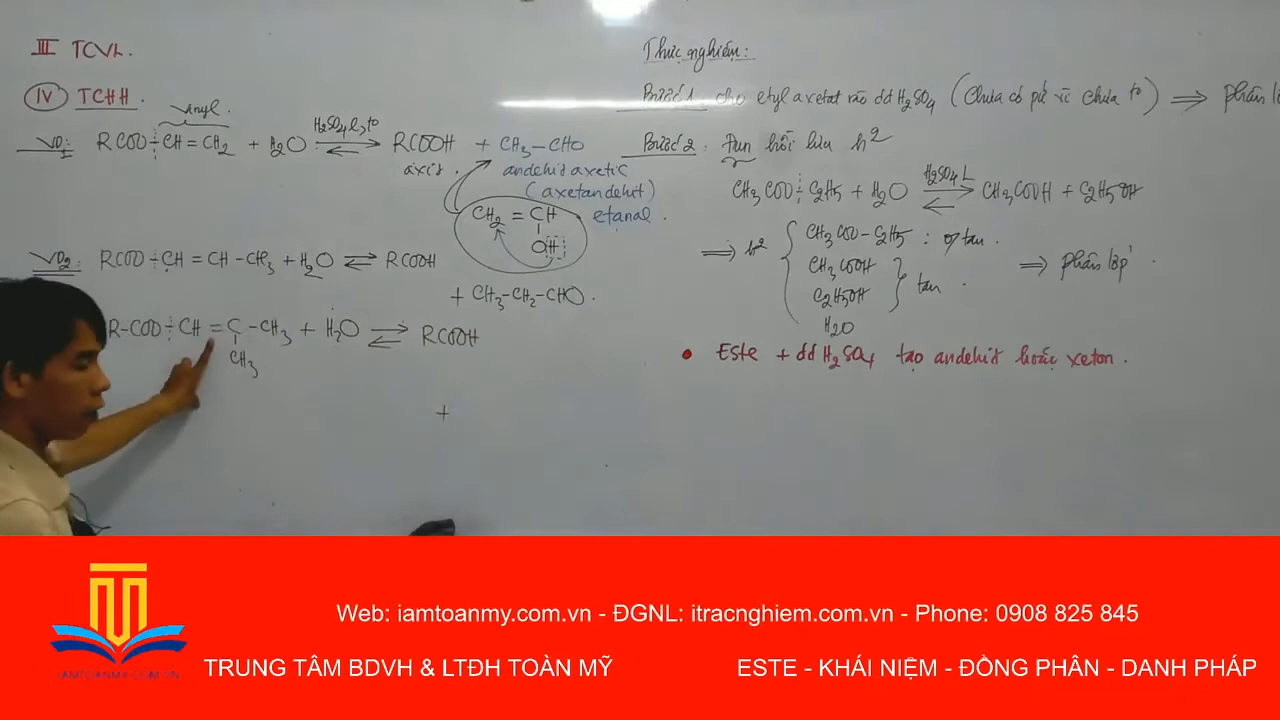 III TCVL.
IV TCHH.
vinyl.
VD1: RCOO-CH=CH2 + H2O ⇌ RCOOH + CH3-CHO
H2SO4 l, to
axit.
andehit axetic
(axetandehit)
etanal.
CH2 = CH
OH
VD2: RCOO-CH=CH-CH3 + H2O ⇌ RCOOH
+ CH3-CH2-CHO.
R-COO-CH=C-CH3 + H2O ⇌ RCOOH
CH3
+
Thực nghiệm:
Bước 1: cho etyl axetat vào dd H2SO4 (chưa có pứ vì chưa to) ⟹ phân
Bước 2: Đun hồi lưu h2
CH3COO-C2H5 + H2O ⇌ CH3COOH + C2H5OH
H2SO4 L
⟹ h2 { CH3COO-C2H5: o tan.
CH3COOH
C2H5OH } tan.
H2O
⟹ phân lớp.
• Este + dd H2SO4 tạo andehit hoặc xeton.
Web: iamtoanmy.com.vn - ĐGNL: itracnghiem.com.vn - Phone: 0908 825 845
IAMTOANMY.COM.VN
TRUNG TÂM BDVH & LTĐH TOÀN MỸ
ESTE - KHÁI NIỆM - ĐỒNG PHÂN - DANH PHÁP